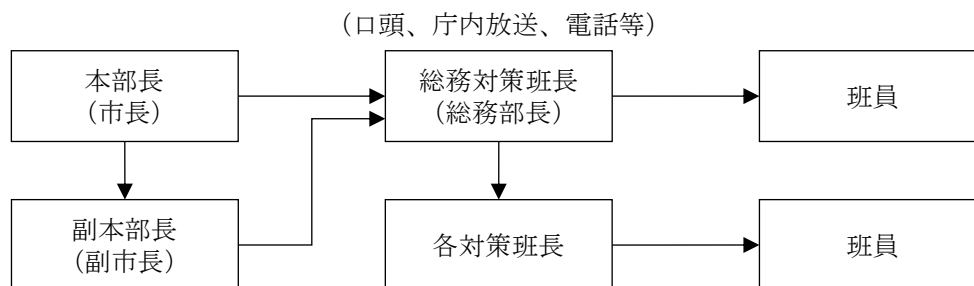 (口頭、庁内放送、電話等)
本部長
(市長)
総務対策班長
(総務部長)
班員
副本部長
(副市長)
各対策班長
班員